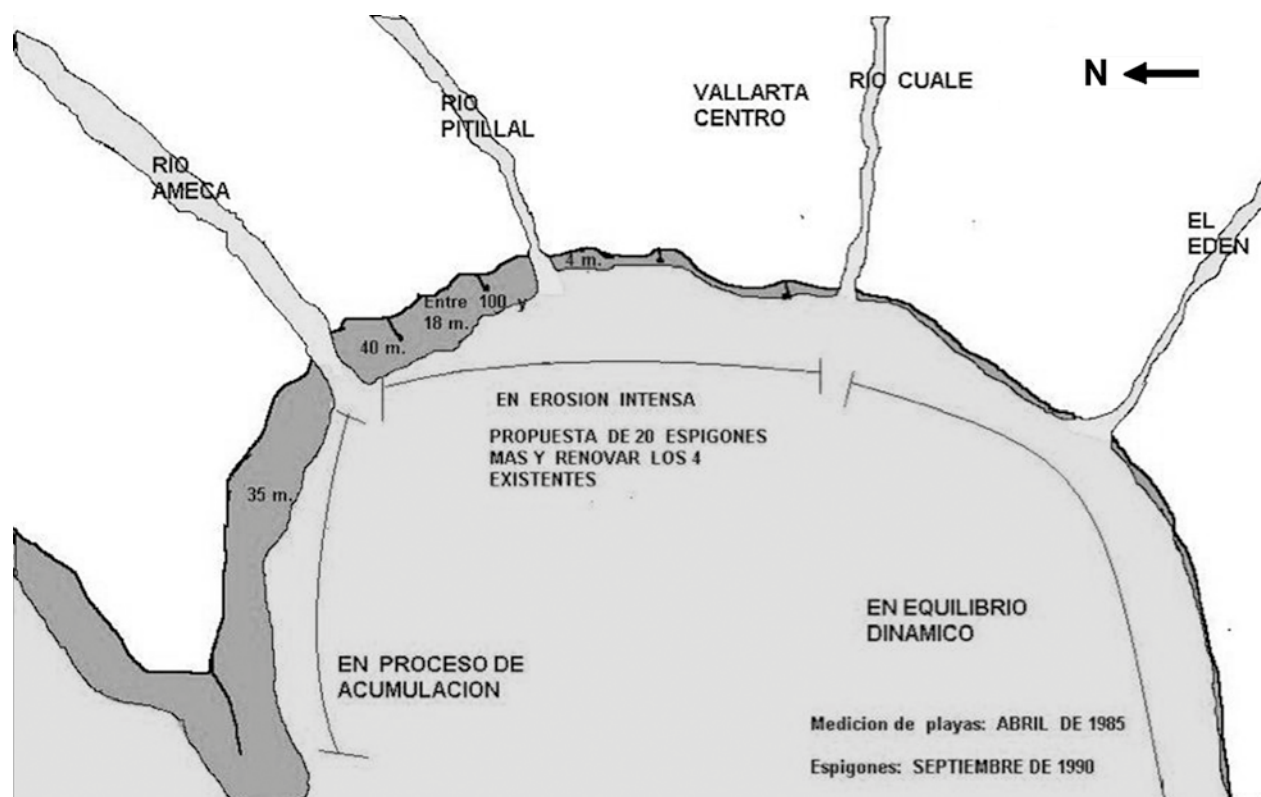 N
RIO CUALE
VALLARTA
CENTRO
RIO
PITILLAL
RIO
AMECA
EL
EDEN
4 m.
Entre 100 y
18 m.
40 m.
35 m.
EN EROSION INTENSA
PROPUESTA DE 20 ESPIGONES
MAS Y RENOVAR LOS 4
EXISTENTES
EN EQUILIBRIO
DINAMICO
EN PROCESO DE
ACUMULACION
Medicion de playas: ABRIL DE 1985
Espigones: SEPTIEMBRE DE 1990